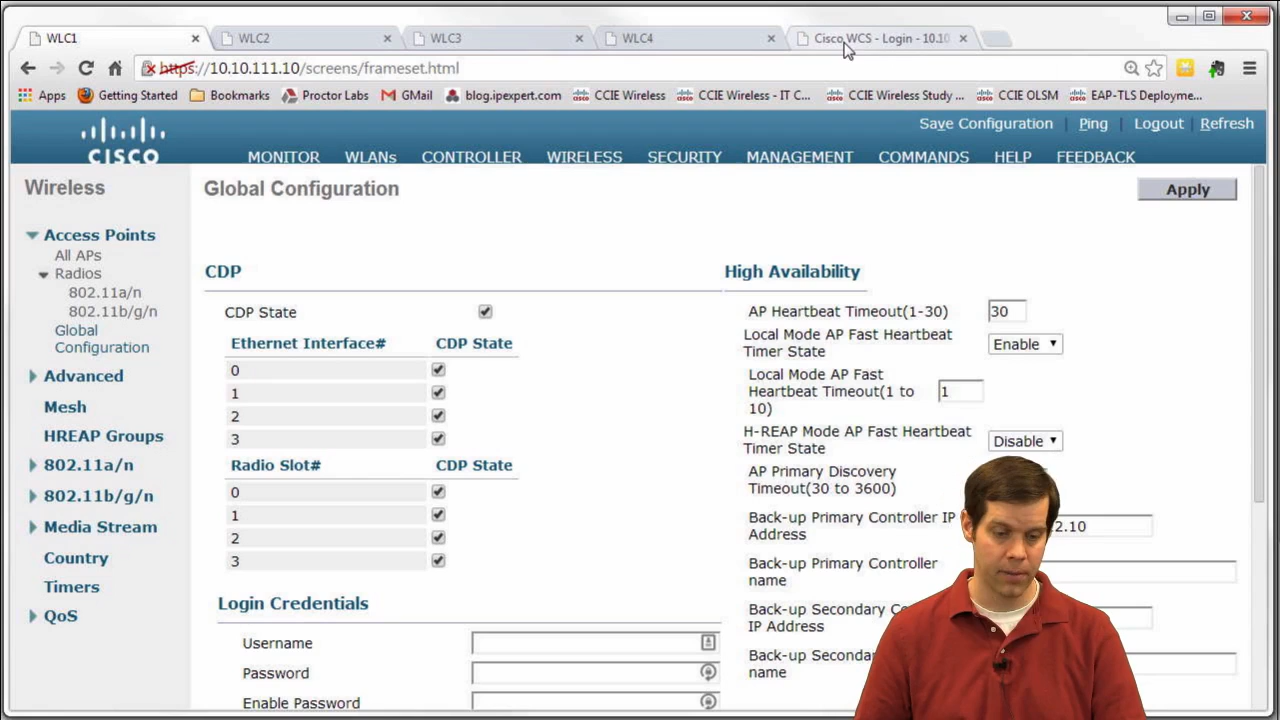 WLC1
WLC2
WLC3
WLC4
Cisco WCS - Login - 10.10
https://10.10.111.10/screens/frameset.html
Apps
Getting Started
Bookmarks
Proctor Labs
GMail
blog.ipexpert.com
CCIE Wireless
CCIE Wireless - IT C...
CCIE Wireless Study ...
CCIE OLSM
EAP-TLS Deployme...
Save Configuration | Ping | Logout | Refresh
CISCO
MONITOR WLANs CONTROLLER WIRELESS SECURITY MANAGEMENT COMMANDS HELP FEEDBACK
Wireless
Access Points
All APs
Radios
802.11a/n
802.11b/g/n
Global
Configuration
Advanced
Mesh
HREAP Groups
802.11a/n
802.11b/g/n
Media Stream
Country
Timers
QoS
Global Configuration
Apply
CDP
CDP State
Ethernet Interface# CDP State
0
1
2
3
Radio Slot# CDP State
0
1
2
3
Login Credentials
Username
Password
Enable Password
High Availability
AP Heartbeat Timeout(1-30) 30
Local Mode AP Fast Heartbeat
Timer State Enable
Local Mode AP Fast
Heartbeat Timeout(1 to
10) 1
H-REAP Mode AP Fast Heartbeat
Timer State Disable
AP Primary Discovery
Timeout(30 to 3600)
Back-up Primary Controller IP
Address 2.10
Back-up Primary Controller
name
Back-up Secondary
IP Address
Back-up
name